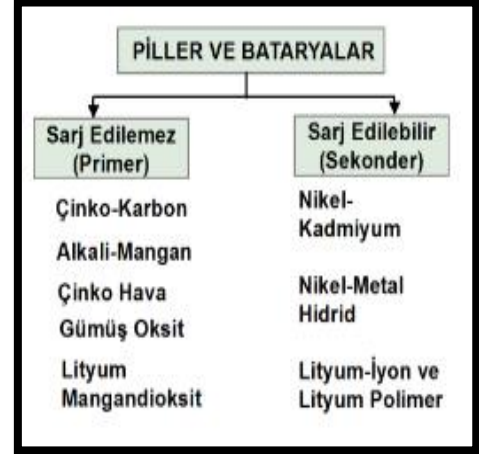 PİLLER VE BATARYALAR
Sarj Edilemez
(Primer)
Çinko-Karbon
Alkali-Mangan
Çinko Hava
Gümüş Oksit
Lityum
Mangandioksit
Sarj Edilebilir
(Sekonder)
Nikel-
Kadmiyum
Nikel-Metal
Hidrid
Lityum-İyon ve
Lityum Polimer